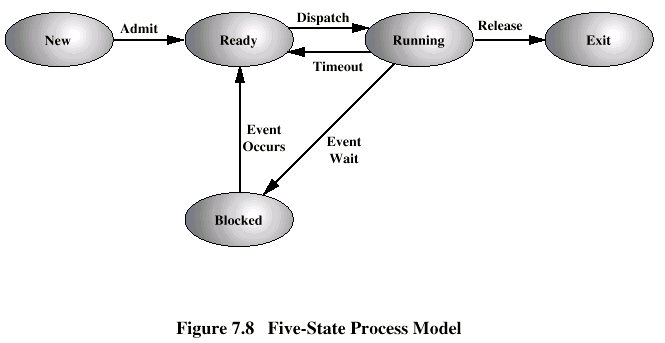 New
Admit
Ready
Dispatch
Timeout
Running
Release
Exit
Event
Occurs
Event
Wait
Blocked
Figure 7.8 Five-State Process Model